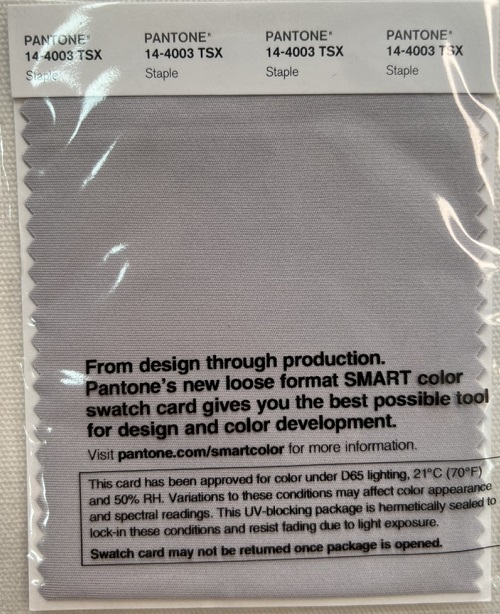 PANTONE® PANTONE® PANTONE® PANTONE®
14-4003 TSX 14-4003 TSX 14-4003 TSX 14-4003 TSX
Staple Staple Staple Staple
From design through production.
Pantone's new loose format SMART color
swatch card gives you the best possible tool
for design and color development.
Visit pantone.com/smartcolor for more information.
This card has been approved for color under D65 lighting, 21°C (70°F)
and 50% RH. Variations to these conditions may affect color appearance
and spectral readings. This UV-blocking package is hermetically sealed to
lock-in these conditions and resist fading due to light exposure.
Swatch card may not be returned once package is opened.